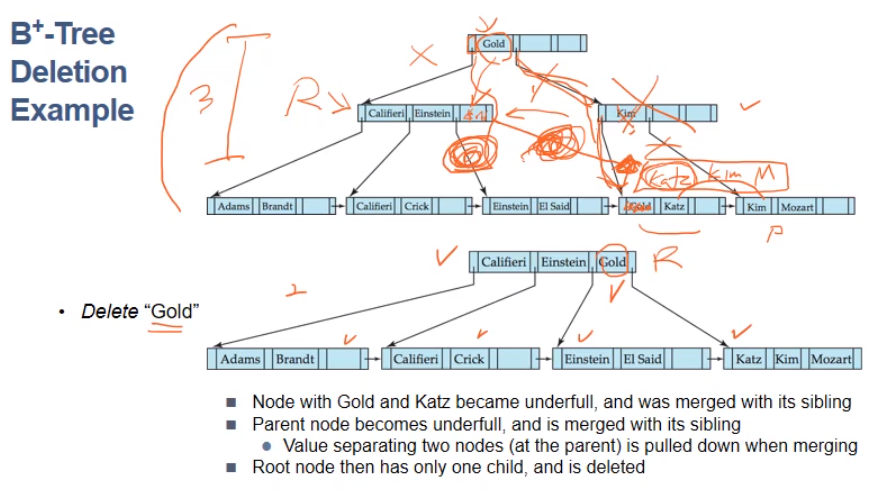 B+-Tree
Deletion
Example
Gold
3
R
Califieri Einstein
Kim
Katz Kim M
Adams Brandt
Califieri Crick
Einstein El Said
Katz
Kim Mozart
P
Califieri Einstein Gold
R
• Delete “Gold”
Adams Brandt
Califieri Crick
Einstein El Said
Katz Kim Mozart
■ Node with Gold and Katz became underfull, and was merged with its sibling
■ Parent node becomes underfull, and is merged with its sibling
● Value separating two nodes (at the parent) is pulled down when merging
■ Root node then has only one child, and is deleted